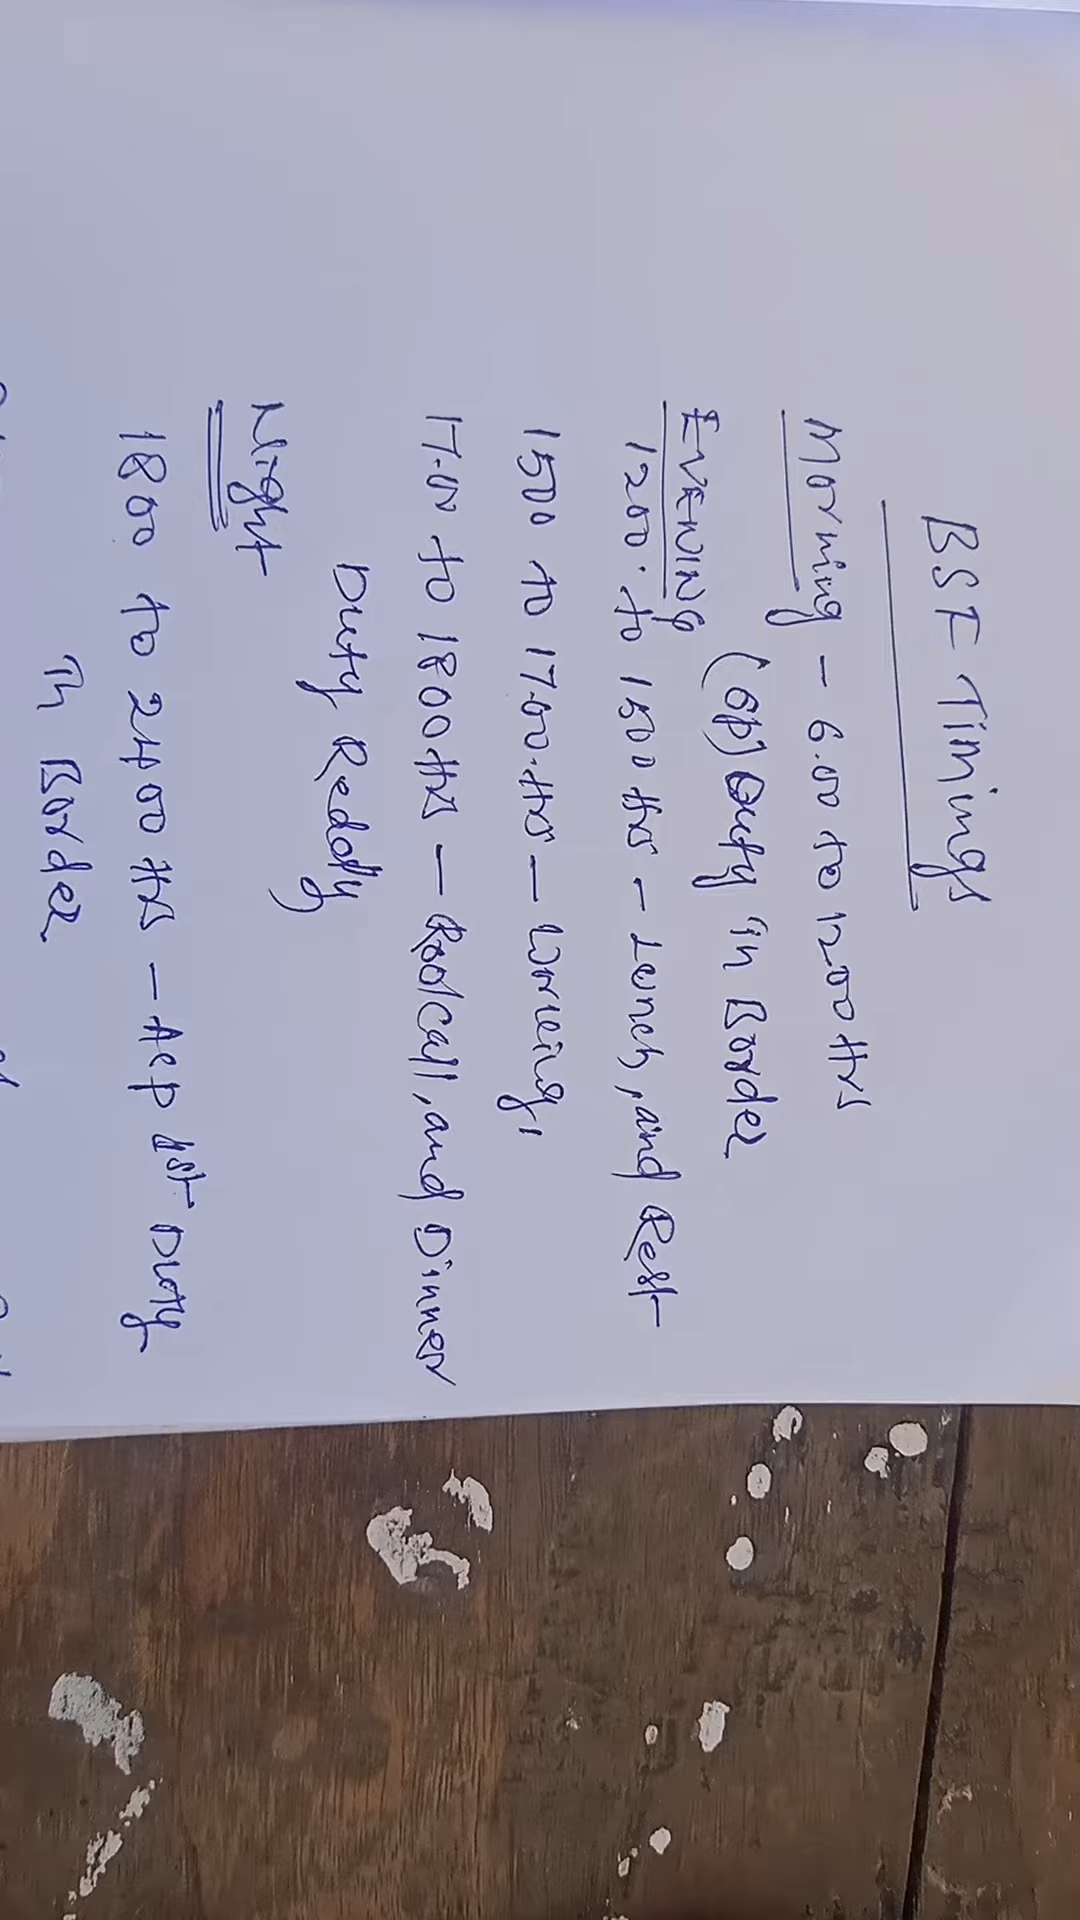 BSF Timings
Morning - 6.00 to 1200 Hrs
(OP) Duty in Border
EVENING
1200 to 1500 Hrs - Lunch, and Rest
1500 to 17.00 Hrs - Working,
17.00 to 1800 Hrs - Roolcall, and Dinner
Duty Reddy
Night
1800 to 2400 Hrs - Acp 1st Duty
In Border